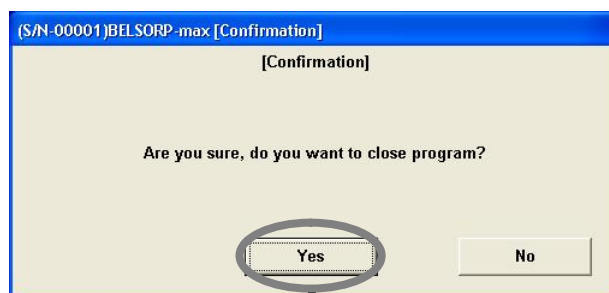 (S/N-00001)BELSORP-max [Confirmation]
[Confirmation]
Are you sure, do you want to close program?
Yes No